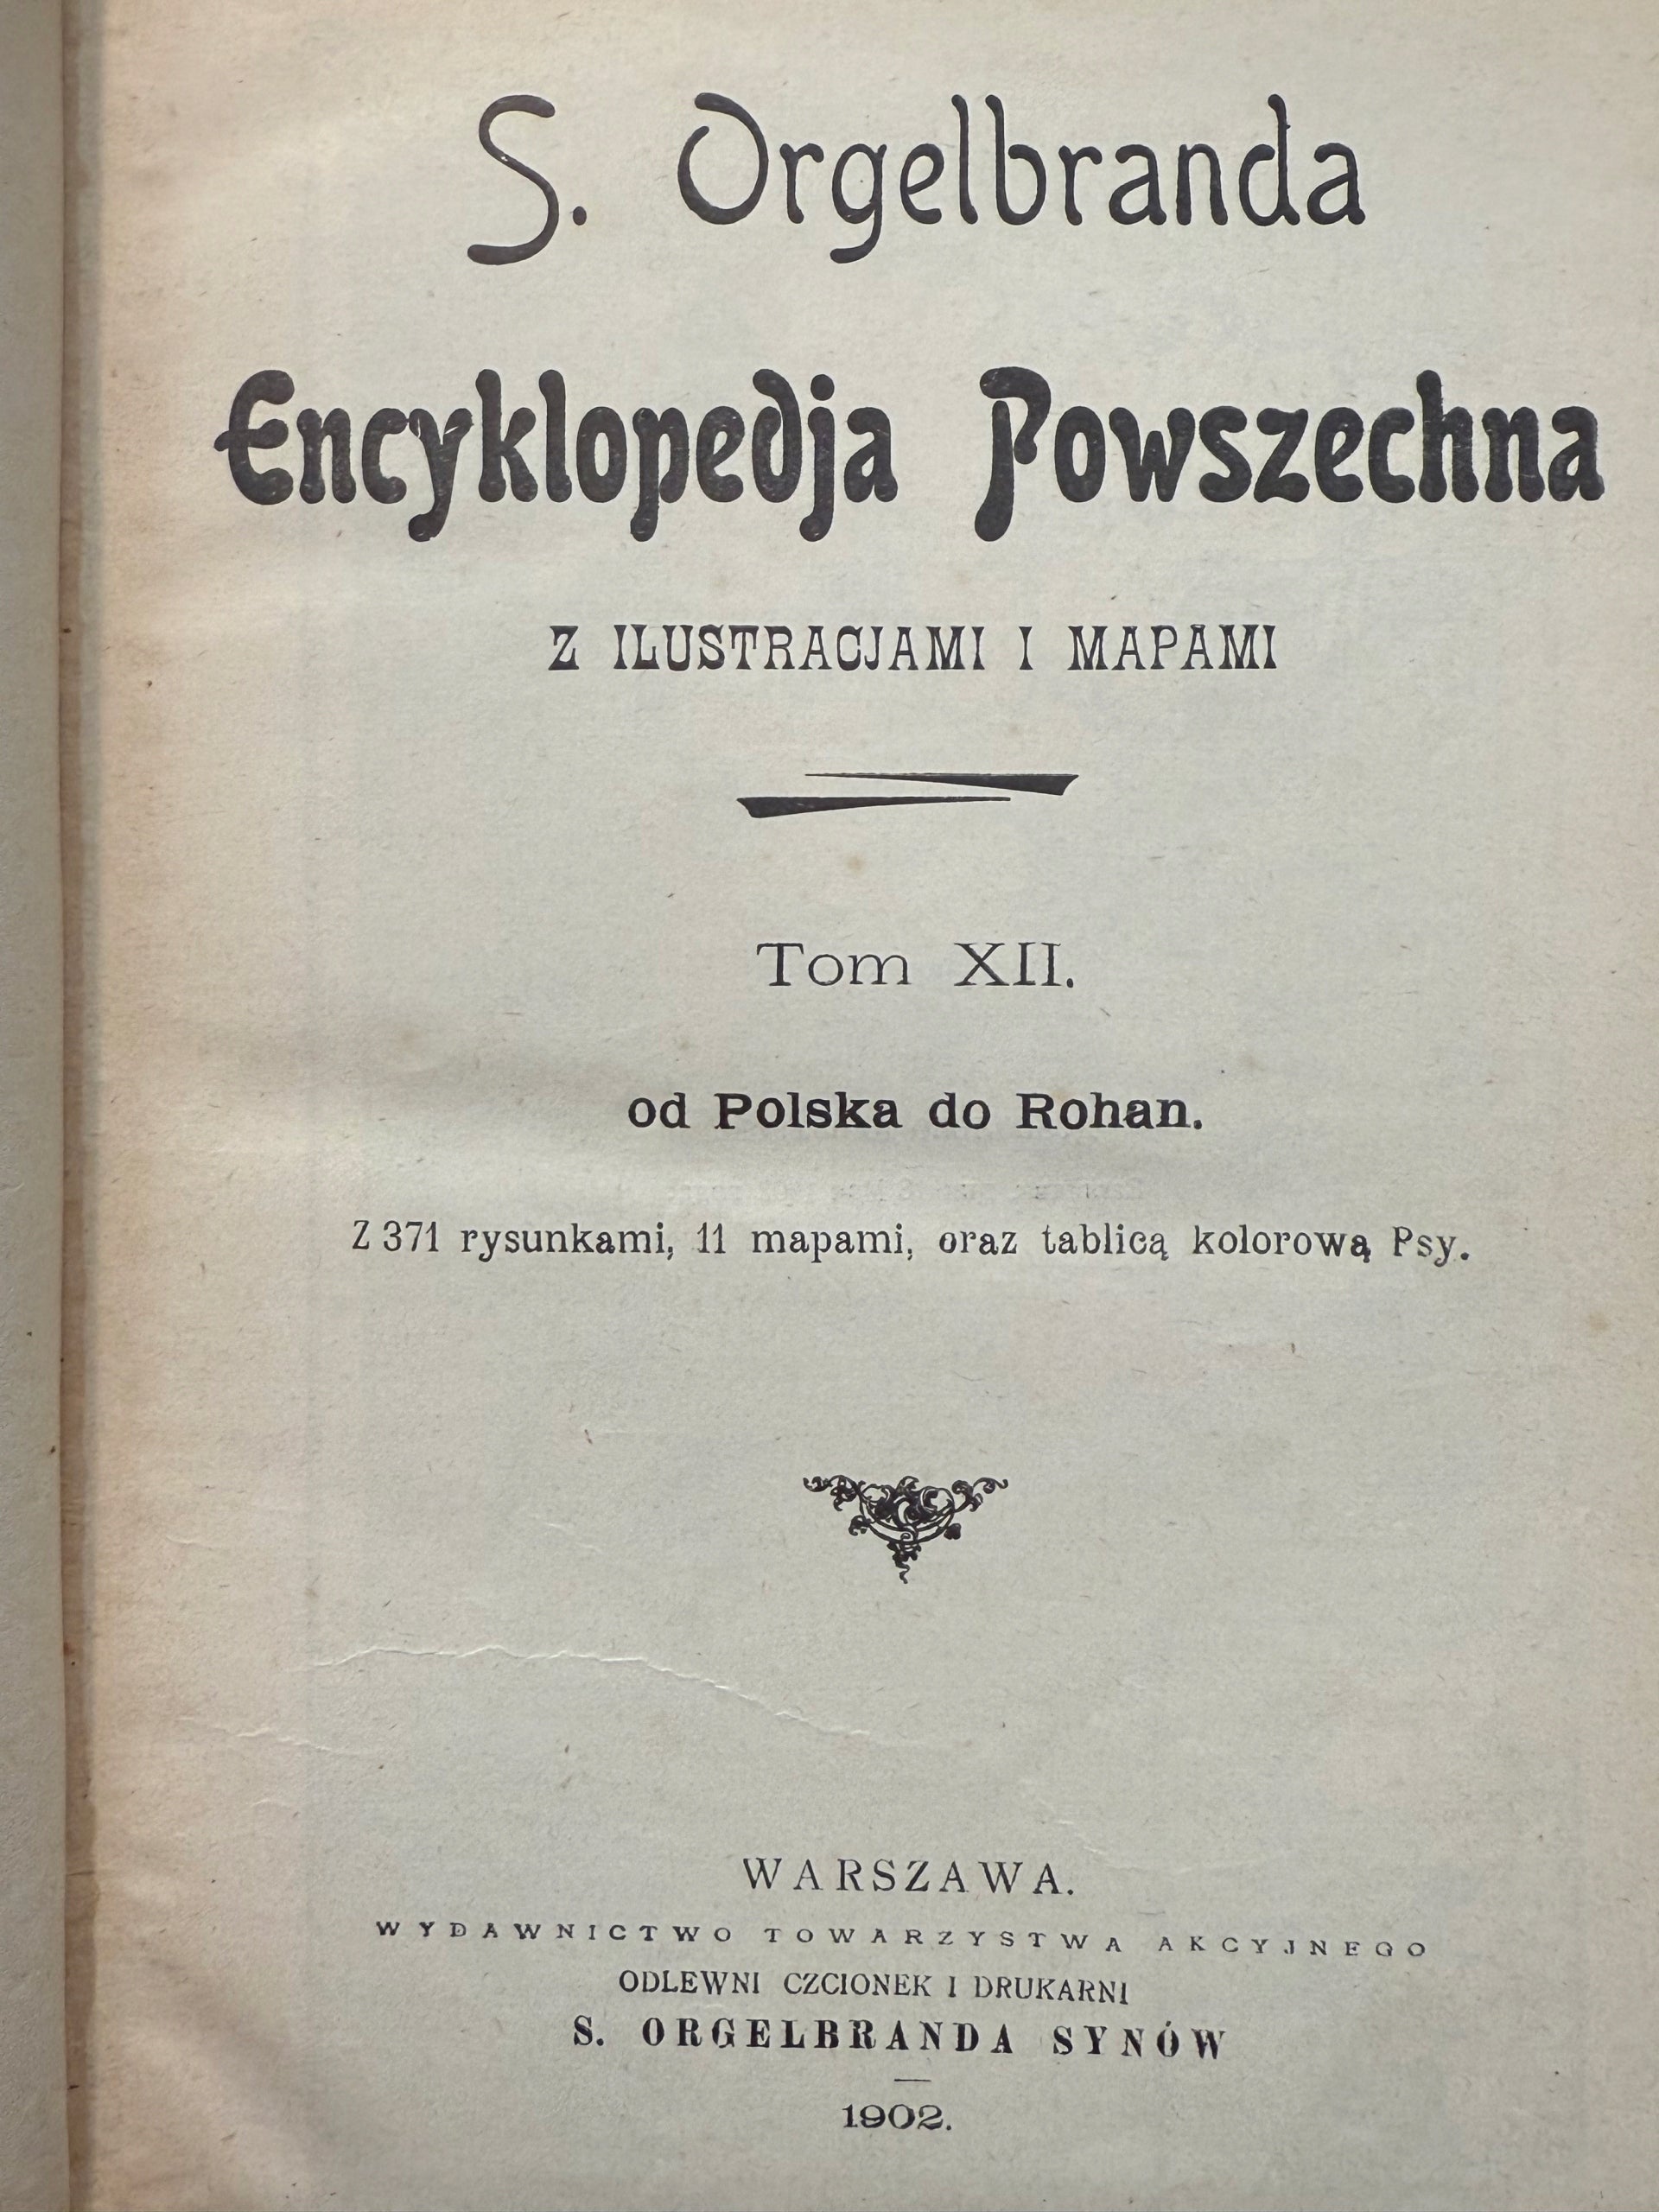 S. Orgelbranda
Encyklopedja Powszechna
Z ILUSTRACJAMI I MAPAMI
Tom XII.
od Polska do Rohan.
Z 371 rysunkami, 11 mapami, oraz tablicą kolorową Psy.
WARSZAWA.
WYDAWNICTWO TOWARZYSTWA AKCYJNEGO
ODLEWNI CZCIONEK I DRUKARNI
S. ORGELBRANDA SYNÓW
1902.